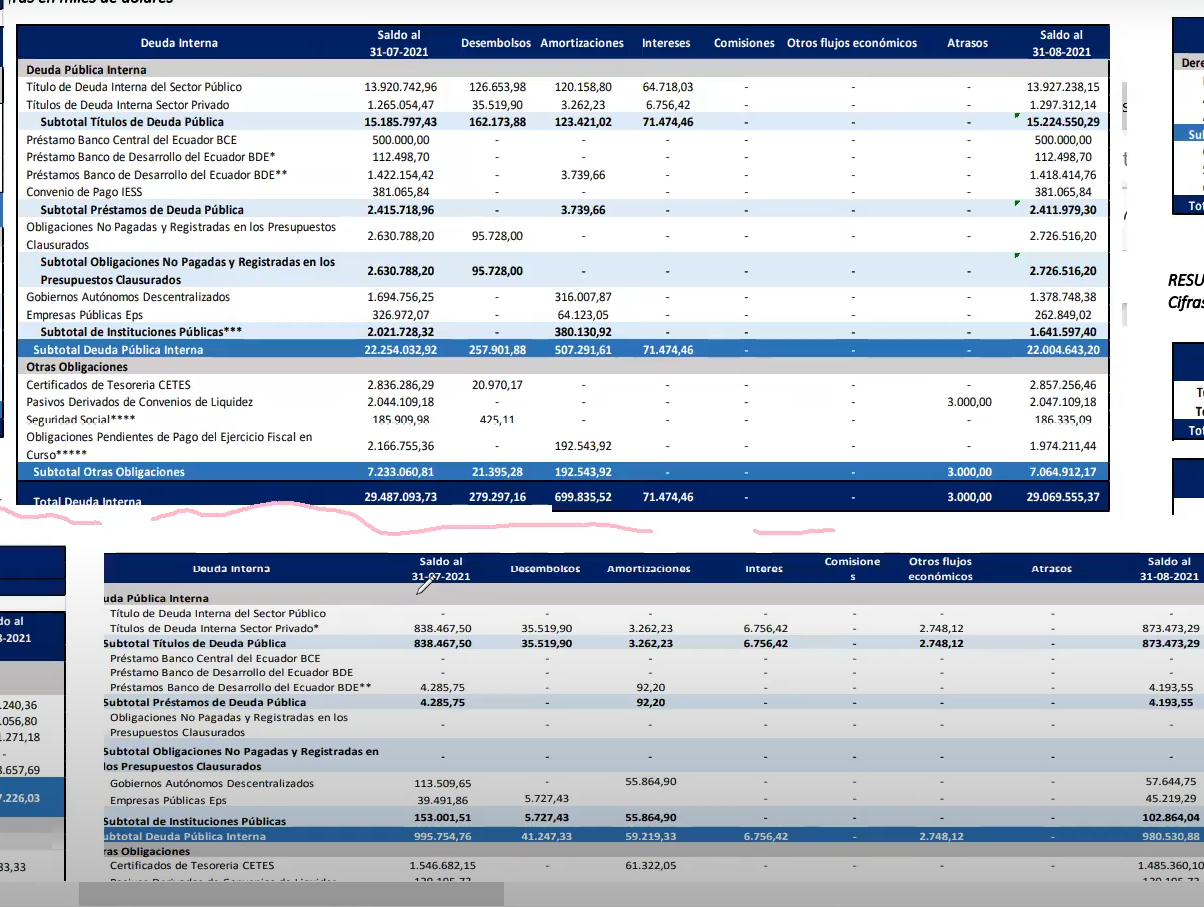 Deuda Interna Saldo al 31-07-2021 Desembolsos Amortizaciones Intereses Comisiones Otros flujos económicos Atrasos Saldo al 31-08-2021
Deuda Pública Interna
Título de Deuda Interna del Sector Público 13.920.742,96 126.653,98 120.158,80 64.718,03 - - - 13.927.238,15
Títulos de Deuda Interna Sector Privado 1.265.054,47 35.519,90 3.262,23 6.756,42 - - - 1.297.312,14
Subtotal Títulos de Deuda Pública 15.185.797,43 162.173,88 123.421,02 71.474,46 - - - 15.224.550,29
Préstamo Banco Central del Ecuador BCE 500.000,00 - - - - - - 500.000,00
Préstamo Banco de Desarrollo del Ecuador BDE* 112.498,70 - - - - - - 112.498,70
Préstamos Banco de Desarrollo del Ecuador BDE** 1.422.154,42 - 3.739,66 - - - - 1.418.414,76
Convenio de Pago IESS 381.065,84 - - - - - - 381.065,84
Subtotal Préstamos de Deuda Pública 2.415.718,96 - 3.739,66 - - - - 2.411.979,30
Obligaciones No Pagadas y Registradas en los Presupuestos
Clausurados 2.630.788,20 95.728,00 - - - - - 2.726.516,20
Subtotal Obligaciones No Pagadas y Registradas en los
Presupuestos Clausurados 2.630.788,20 95.728,00 - - - - - 2.726.516,20
Gobiernos Autónomos Descentralizados 1.694.756,25 - 316.007,87 - - - - 1.378.748,38
Empresas Públicas Eps 326.972,07 - 64.123,05 - - - - 262.849,02
Subtotal de Instituciones Públicas*** 2.021.728,32 - 380.130,92 - - - - 1.641.597,40
Subtotal Deuda Pública Interna 22.254.032,92 257.901,88 507.291,61 71.474,46 - - - 22.004.643,20
Otras Obligaciones
Certificados de Tesoreria CETES 2.836.286,29 20.970,17 - - - - - 2.857.256,46
Pasivos Derivados de Convenios de Liquidez 2.044.109,18 - - - - - 3.000,00 2.047.109,18
Seguridad Social**** 185.909,98 425,11 - - - - - 186.335,09
Obligaciones Pendientes de Pago del Ejercicio Fiscal en
Curso***** 2.166.755,36 - 192.543,92 - - - - 1.974.211,44
Subtotal Otras Obligaciones 7.233.060,81 21.395,28 192.543,92 - - - 3.000,00 7.064.912,17
Total Deuda Interna 29.487.093,73 279.297,16 699.835,52 71.474,46 - - 3.000,00 29.069.555,37
RESU
Cifras
Deuda Interna Saldo al 31-07-2021 Desembolsos Amortizaciones Interes Comisiones Otros flujos económicos Atrasos Saldo al 31-08-2021
uda Pública Interna
Título de Deuda Interna del Sector Público - - - - - - - -
Títulos de Deuda Interna Sector Privado* 838.467,50 35.519,90 3.262,23 6.756,42 - 2.748,12 - 873.473,29
Subtotal Títulos de Deuda Pública 838.467,50 35.519,90 3.262,23 6.756,42 - 2.748,12 - 873.473,29
Préstamo Banco Central del Ecuador BCE - - - - - - - -
Préstamo Banco de Desarrollo del Ecuador BDE - - - - - - - -
Préstamos Banco de Desarrollo del Ecuador BDE** 4.285,75 - 92,20 - - - - 4.193,55
Subtotal Préstamos de Deuda Pública 4.285,75 - 92,20 - - - - 4.193,55
Obligaciones No Pagadas y Registradas en los
Presupuestos Clausurados - - - - - - - -
Subtotal Obligaciones No Pagadas y Registradas en
los Presupuestos Clausurados - - - - - - - -
Gobiernos Autónomos Descentralizados 113.509,65 - 55.864,90 - - - - 57.644,75
Empresas Públicas Eps 39.491,86 5.727,43 - - - - 45.219,29
Subtotal de Instituciones Públicas 153.001,51 5.727,43 55.864,90 - - - - 102.864,04
ubtotal Deuda Pública Interna 995.754,76 41.247,33 59.219,33 6.756,42 - 2.748,12 - 980.530,88
ras Obligaciones
Certificados de Tesoreria CETES 1.546.682,15 - 61.322,05 - - - - 1.485.360,10